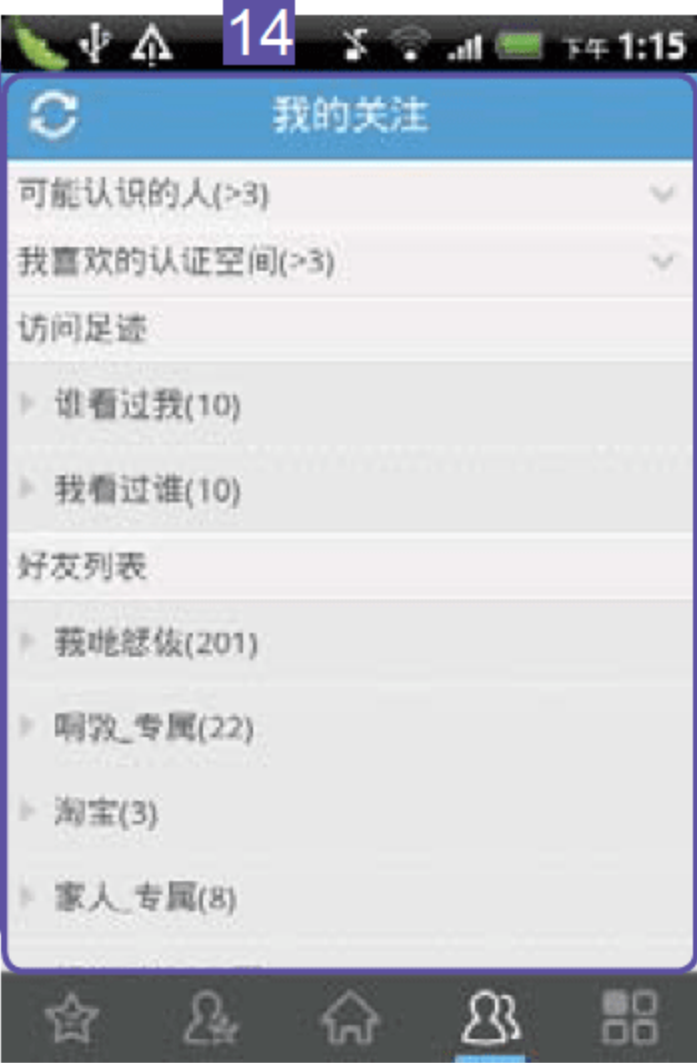 14
下午 1:15
我的关注
可能认识的人(>3)
我喜欢的认证空间(>3)
访问足迹
谁看过我(10)
我看过谁(10)
好友列表
(201)
专属(22)
淘宝(3)
家人_专属(8)